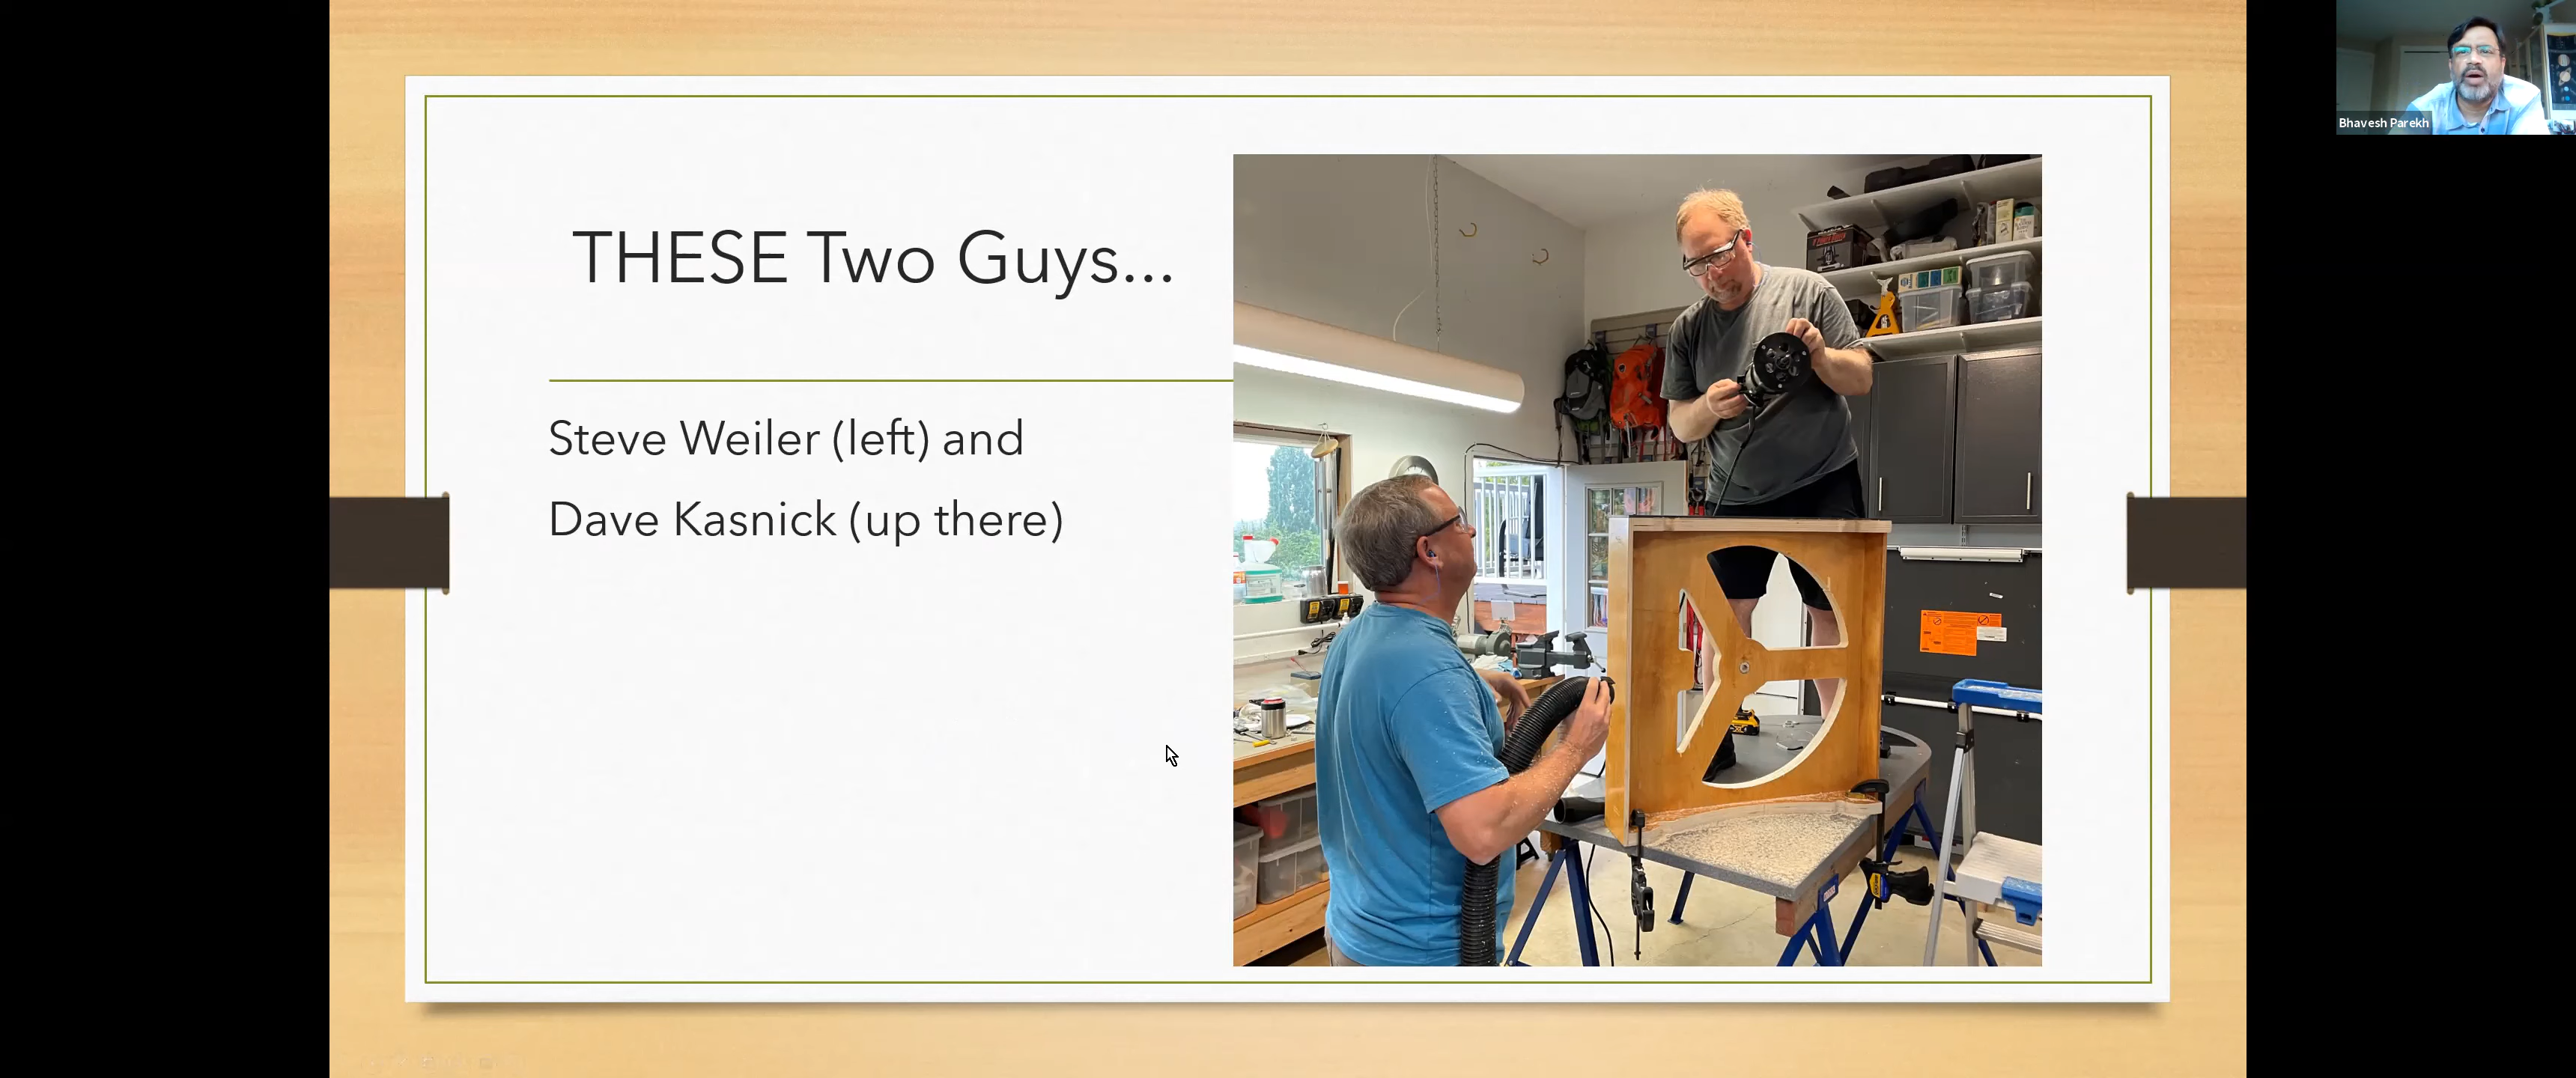 THESE Two Guys...
Steve Weiler (left) and
Dave Kasnick (up there)
Bhavesh Parekh